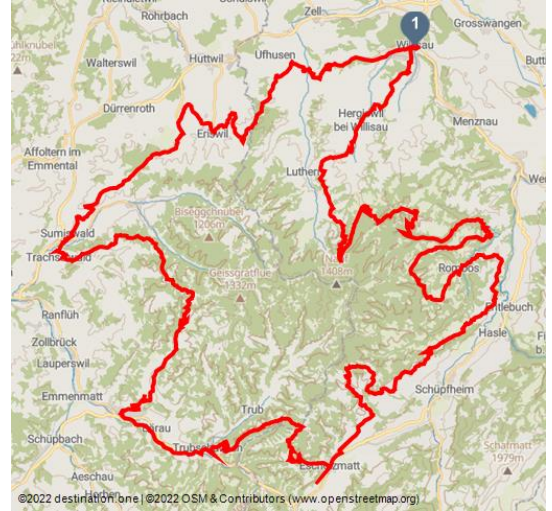 Rohrbach
Zell
Grosswangen
1
Willisau
Walterswil
Huttwil
Ufhusen
Dürrenroth
Menznau
Hergiswil
bei Willisau
Eriswil
Affoltern im
Emmental
Luthern
Biseggchnubel
1206m
Sumiswald
Trachselwald
Geissgratflue
1332m
1408m
Romoos
Entlebuch
Ranflüh
Hasle
Zollbrück
Lauperswil
Schüpfheim
Emmenmatt
Trub
Schüpbach
Bärau
Trubschachen
Schafmatt
1979m
Escholzmatt
Aeschau
©2022 destination.one | ©2022 OSM & Contributors (www.openstreetmap.org)